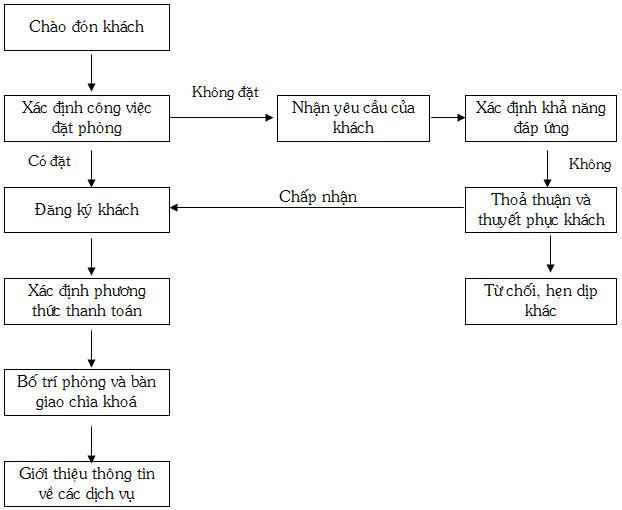 Chào đón khách
Xác định công việc
đặt phòng
Không đặt
Nhận yêu cầu của
khách
Xác định khả năng
đáp ứng
Có đặt
Không
Đăng ký khách
Chấp nhận
Thoả thuận và
thuyết phục khách
Xác định phương
thức thanh toán
Từ chối, hẹn dịp
khác
Bố trí phòng và bàn
giao chìa khoá
Giới thiệu thông tin
về các dịch vụ